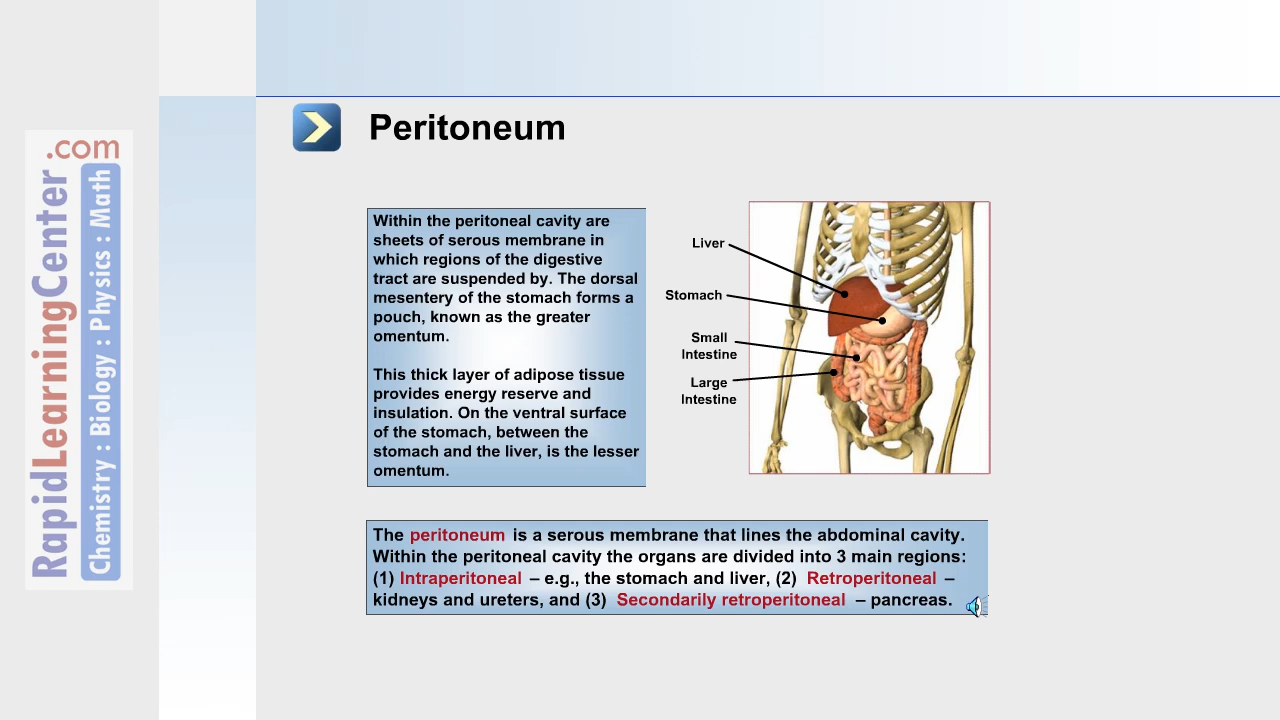 RapidLearningCenter.com
Chemistry : Biology : Physics : Math
Peritoneum
Within the peritoneal cavity are
sheets of serous membrane in
which regions of the digestive
tract are suspended by. The dorsal
mesentery of the stomach forms a
pouch, known as the greater
omentum.
This thick layer of adipose tissue
provides energy reserve and
insulation. On the ventral surface
of the stomach, between the
stomach and the liver, is the lesser
omentum.
Liver
Stomach
Small
Intestine
Large
Intestine
The peritoneum is a serous membrane that lines the abdominal cavity.
Within the peritoneal cavity the organs are divided into 3 main regions:
(1) Intraperitoneal – e.g., the stomach and liver, (2) Retroperitoneal –
kidneys and ureters, and (3) Secondarily retroperitoneal – pancreas.